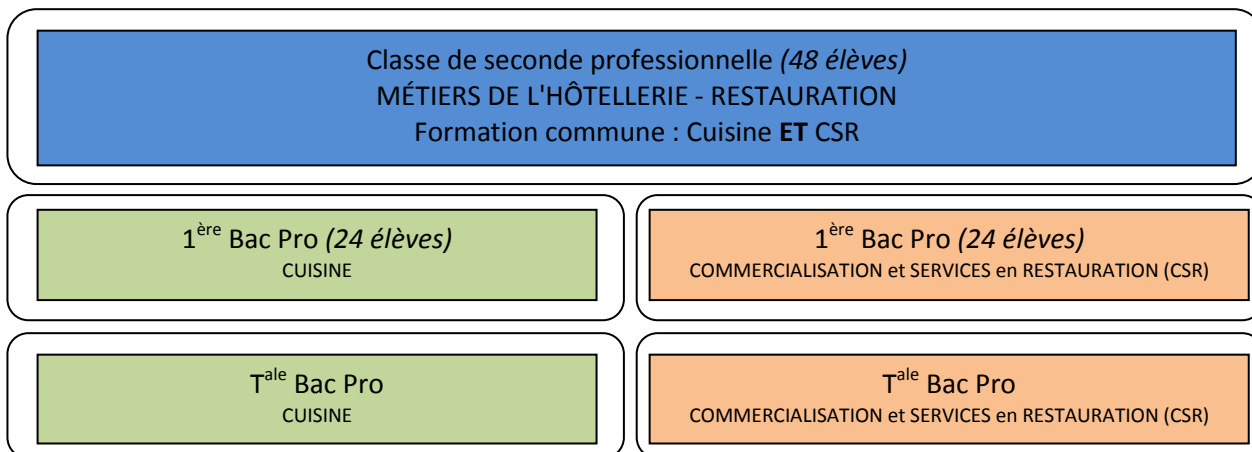 Classe de seconde professionnelle (48 élèves)
MÉTIERS DE L'HÔTELLERIE - RESTAURATION
Formation commune : Cuisine ET CSR
1ère Bac Pro (24 élèves)
CUISINE
1ère Bac Pro (24 élèves)
COMMERCIALISATION et SERVICES en RESTAURATION (CSR)
Tale Bac Pro
CUISINE
Tale Bac Pro
COMMERCIALISATION et SERVICES en RESTAURATION (CSR)